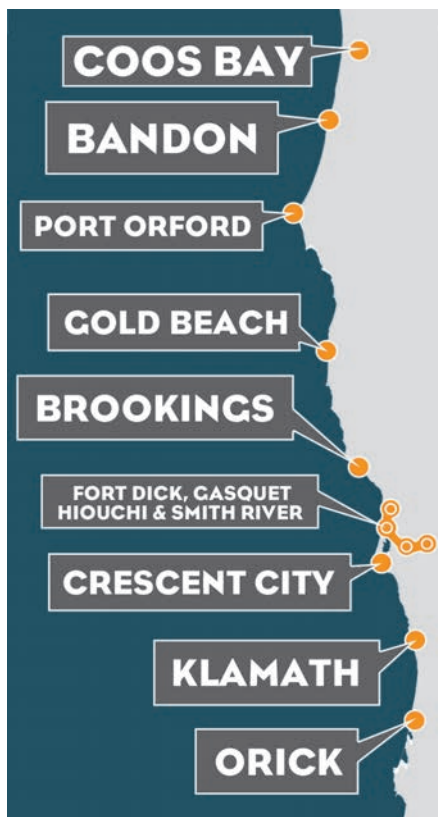 COOS BAY
BANDON
PORT ORFORD
GOLD BEACH
BROOKINGS
FORT DICK, GASQUET
HIOUCHI & SMITH RIVER
CRESCENT CITY
KLAMATH
ORICK